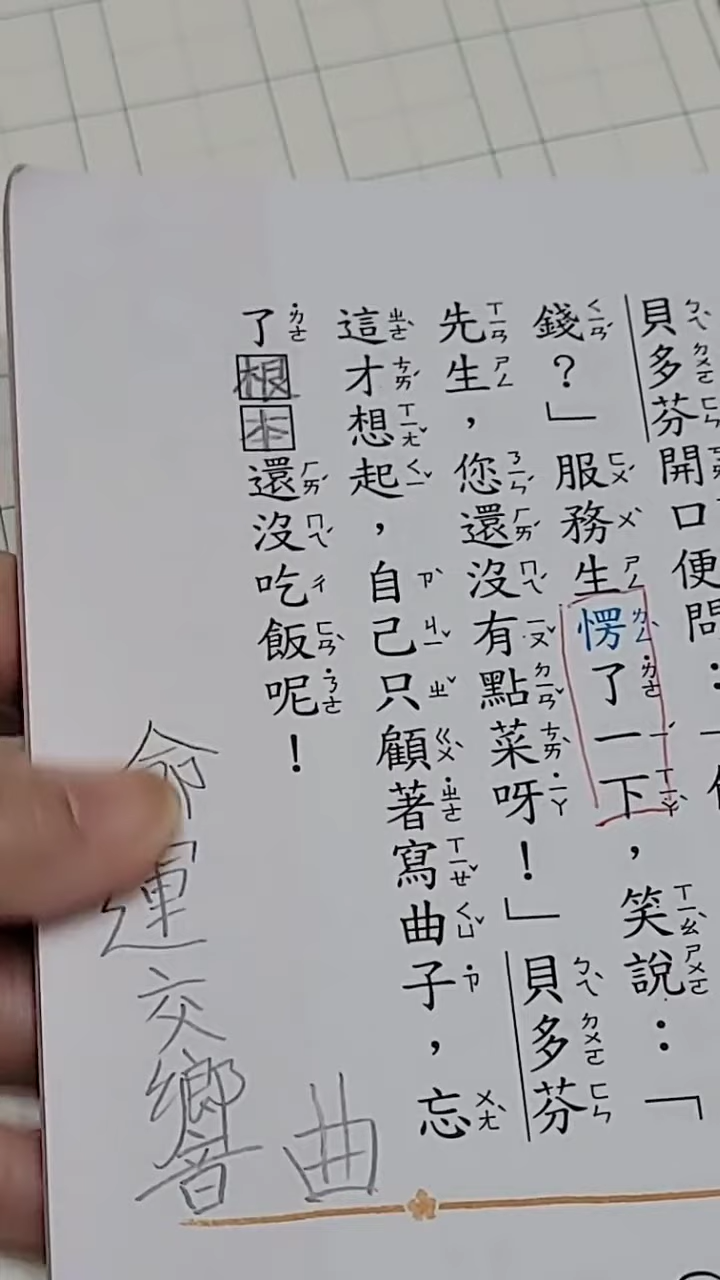 貝多芬開口便問：一
錢？」服務生愣了一下，笑說：「
先生，您還沒有點菜呀！」貝多芬
這才想起，自己只顧著寫曲子，忘
了根本還沒吃飯呢！
命運交響曲